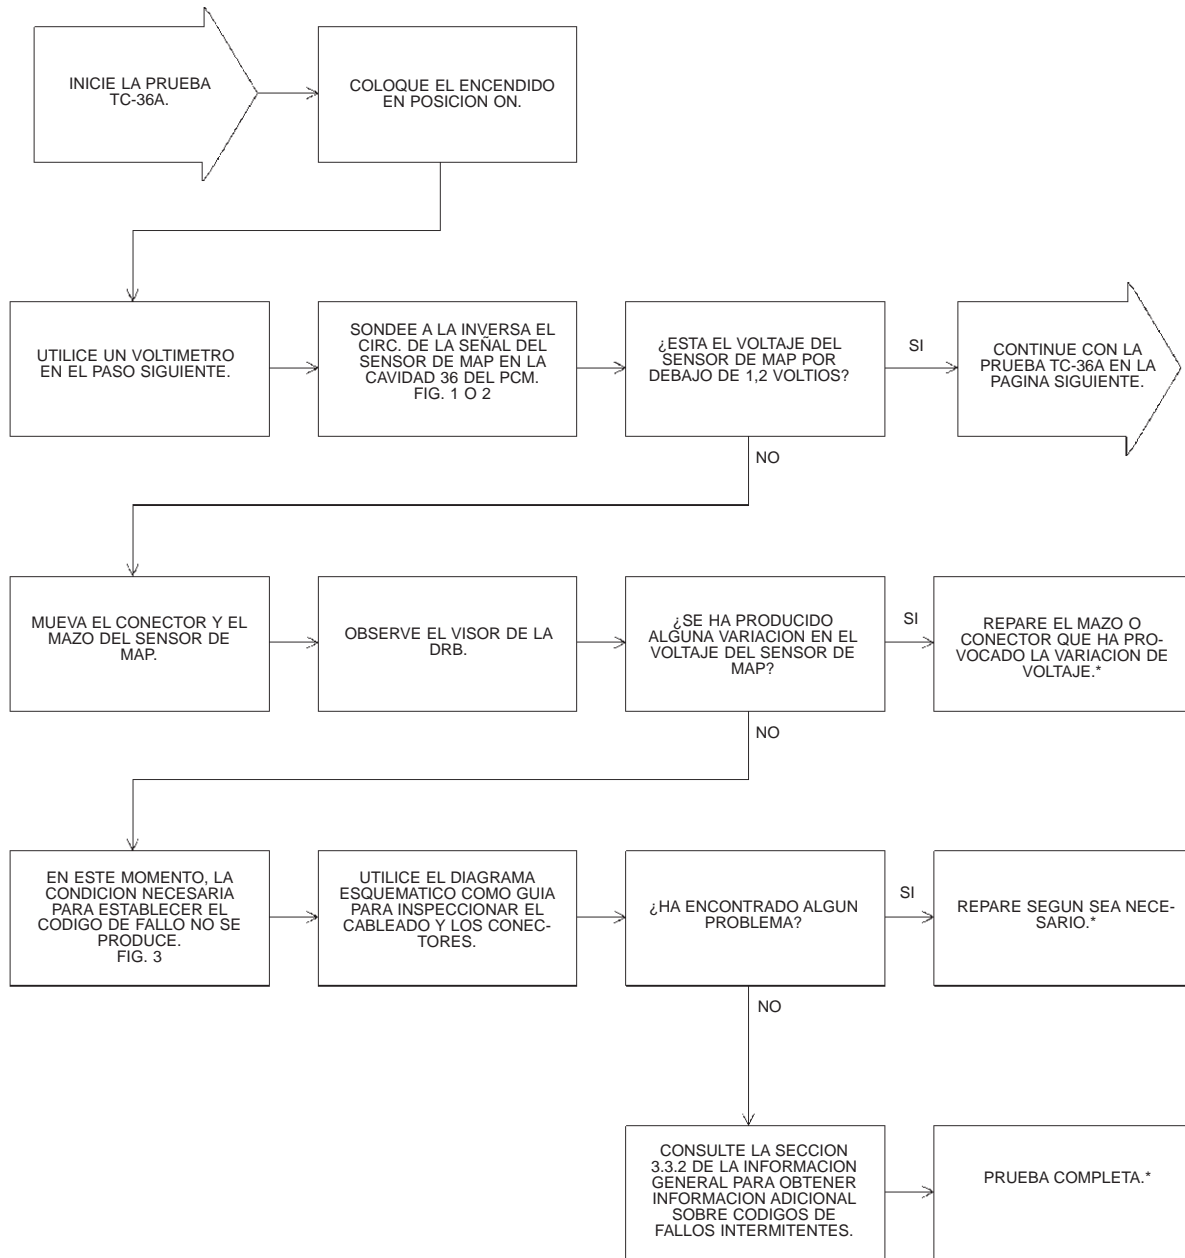 INICIE LA PRUEBA
TC-36A.
COLOQUE EL ENCENDIDO
EN POSICION ON.
UTILICE UN VOLTIMETRO
EN EL PASO SIGUIENTE.
SONDEE A LA INVERSA EL
CIRC. DE LA SEÑAL DEL
SENSOR DE MAP EN LA
CAVIDAD 36 DEL PCM.
FIG. 1 O 2
¿ESTA EL VOLTAJE DEL
SENSOR DE MAP POR
DEBAJO DE 1,2 VOLTIOS?
SI
CONTINUE CON LA
PRUEBA TC-36A EN LA
PAGINA SIGUIENTE.
NO
MUEVA EL CONECTOR Y EL
MAZO DEL SENSOR DE
MAP.
OBSERVE EL VISOR DE LA
DRB.
¿SE HA PRODUCIDO
ALGUNA VARIACION EN EL
VOLTAJE DEL SENSOR DE
MAP?
SI
REPARE EL MAZO O
CONECTOR QUE HA PRO-
VOCADO LA VARIACION DE
VOLTAJE.*
NO
EN ESTE MOMENTO, LA
CONDICION NECESARIA
PARA ESTABLECER EL
CODIGO DE FALLO NO SE
PRODUCE.
FIG. 3
UTILICE EL DIAGRAMA
ESQUEMATICO COMO GUIA
PARA INSPECCIONAR EL
CABLEADO Y LOS CONEC-
TORES.
¿HA ENCONTRADO ALGUN
PROBLEMA?
SI
REPARE SEGUN SEA NECE-
SARIO.*
NO
CONSULTE LA SECCION
3.3.2 DE LA INFORMACION
GENERAL PARA OBTENER
INFORMACION ADICIONAL
SOBRE CODIGOS DE
FALLOS INTERMITENTES.
PRUEBA COMPLETA.*